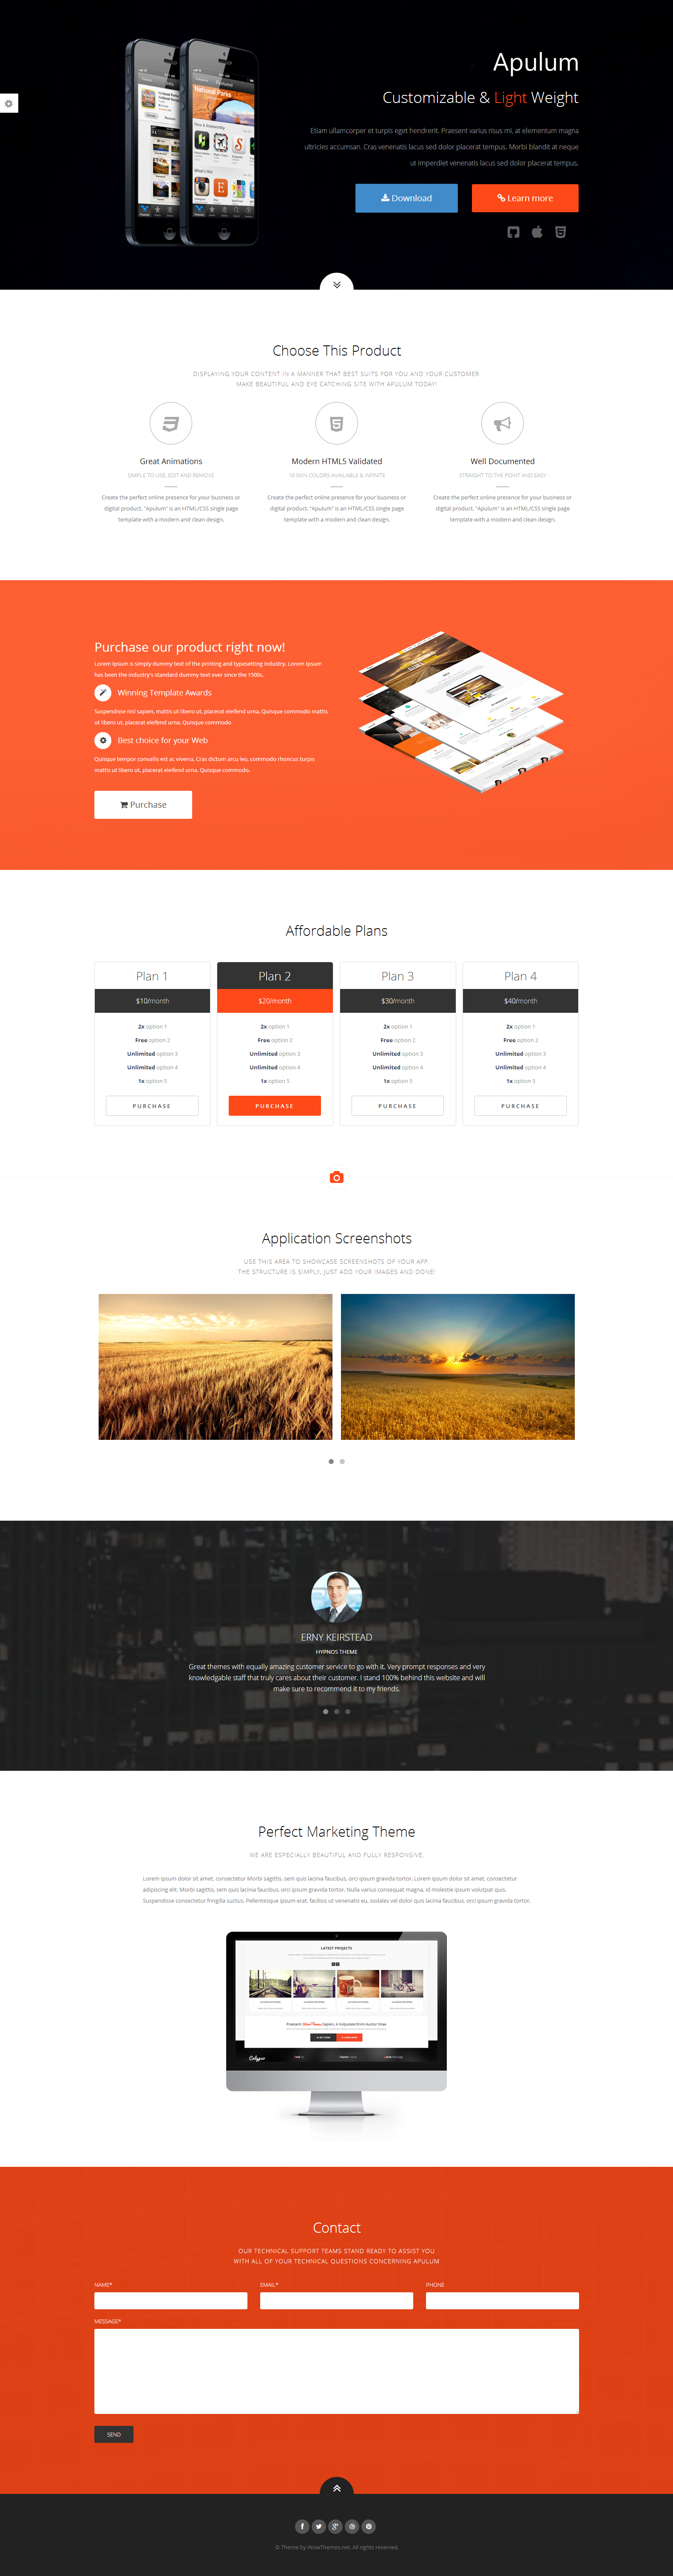 Apulum
Customizable & Light Weight
Etiam ullamcorper et turpis eget hendrerit. Praesent varius risus mi, at elementum magna
ultricies accumsan. Cras venenatis lacus sed dolor placerat tempus. Morbi blandit at neque
ut imperdiet venenatis lacus sed dolor placerat tempus.
Download
Learn more
Choose This Product
DISPLAYING YOUR CONTENT IN A MANNER THAT BEST SUITS FOR YOU AND YOUR CUSTOMER.
MAKE BEAUTIFUL AND EYE CATCHING SITE WITH APULUM TODAY!
Great Animations
SIMPLE TO USE, EDIT AND REMOVE
Create the perfect online presence for your business or
digital product. "Apulum" is an HTML/CSS single page
template with a modern and clean design.
Modern HTML5 Validated
10 SKIN COLORS AVAILABLE & INFINITE
Create the perfect online presence for your business or
digital product. "Apulum" is an HTML/CSS single page
template with a modern and clean design.
Well Documented
STRAIGHT TO THE POINT AND EASY
Create the perfect online presence for your business or
digital product. "Apulum" is an HTML/CSS single page
template with a modern and clean design.
Purchase our product right now!
Lorem Ipsum is simply dummy text of the printing and typesetting industry. Lorem Ipsum
has been the industry's standard dummy text ever since the 1500s.
Winning Template Awards
Suspendisse nisl sapien, mattis ut libero ut, placerat eleifend urna. Quisque commodo mattis
ut libero ut, placerat eleifend urna. Quisque commodo
Best choice for your Web
Quisque tempor convallis est ac viverra. Cras dictum arcu leo, commodo rhoncus turpis
mattis ut libero ut, placerat eleifend urna. Quisque commodo.
Purchase
Affordable Plans
Plan 1
$10/month
2x option 1
Free option 2
Unlimited option 3
Unlimited option 4
1x option 5
PURCHASE
Plan 2
$20/month
2x option 1
Free option 2
Unlimited option 3
Unlimited option 4
1x option 5
PURCHASE
Plan 3
$30/month
2x option 1
Free option 2
Unlimited option 3
Unlimited option 4
1x option 5
PURCHASE
Plan 4
$40/month
2x option 1
Free option 2
Unlimited option 3
Unlimited option 4
1x option 5
PURCHASE
Application Screenshots
USE THIS AREA TO SHOWCASE SCREENSHOTS OF YOUR APP.
THE STRUCTURE IS SIMPLY, JUST ADD YOUR IMAGES AND DONE!
ERNY KEIRSTEAD
HYPNOS THEME
Great themes with equally amazing customer service to go with it. Very prompt responses and very
knowledgable staff that truly cares about their customer. I stand 100% behind this website and will
make sure to recommend it to my friends.
Perfect Marketing Theme
WE ARE ESPECIALLY BEAUTIFUL AND FULLY RESPONSIVE.
Lorem ipsum dolor sit amet, consectetur Morbi sagittis, sem quis lacinia faucibus, orci ipsum gravida tortor. Lorem ipsum dolor sit amet, consectetur
adipiscing elit. Morbi sagittis, sem quis lacinia faucibus, orci ipsum gravida tortor. Nulla varius consequat magna, id molestie ipsum volutpat quis.
Suspendisse consectetur fringilla suctus. Pellentesque ipsum erat, facilisis ut venenatis eu, sodales vel dolor quis lacinia faucibus, orci ipsum gravida tortor.
LATEST PROJECTS
Contact
OUR TECHNICAL SUPPORT TEAMS STAND READY TO ASSIST YOU
WITH ALL OF YOUR TECHNICAL QUESTIONS CONCERNING APULUM
NAME*
EMAIL*
PHONE
MESSAGE*
SEND
© Theme by WowThemes.net. All rights reserved.